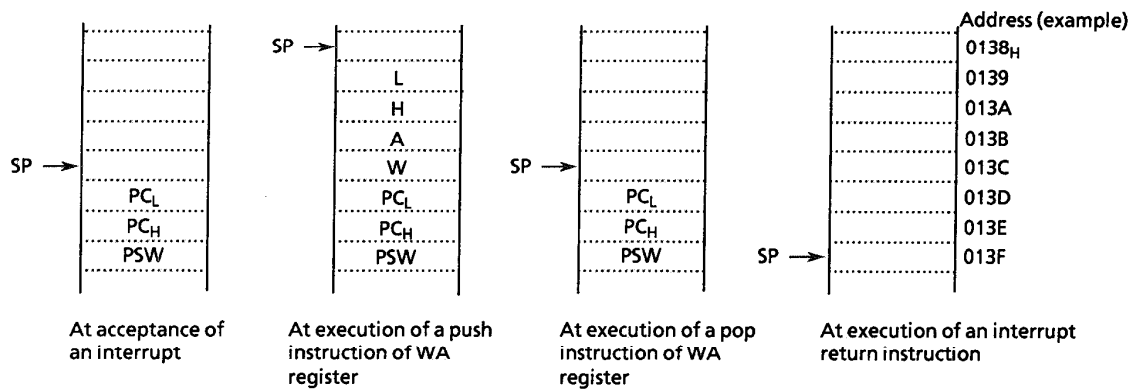 Address (example)
SP
0138H
L
0139
H
013A
A
013B
SP
W
SP
013C
PCL
PCL
PCL
013D
PCH
PCH
PCH
013E
PSW
PSW
PSW
SP
013F
At acceptance of
an interrupt
At execution of a push
instruction of WA
register
At execution of a pop
instruction of WA
register
At execution of an interrupt
return instruction